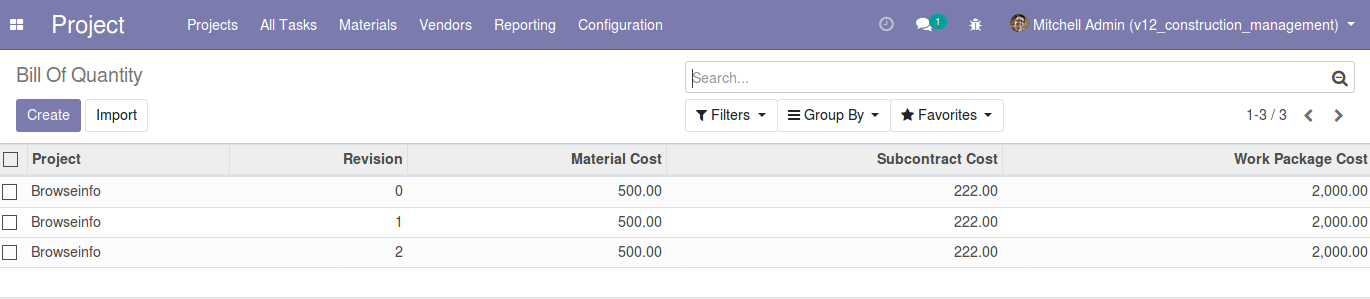 Project Projects All Tasks Materials Vendors Reporting Configuration 1 Mitchell Admin (v12_construction_management)
Bill Of Quantity Search...
Create Import Filters Group By Favorites 1-3 / 3
Project Revision Material Cost Subcontract Cost Work Package Cost
Browseinfo 0 500.00 222.00 2,000.00
Browseinfo 1 500.00 222.00 2,000.00
Browseinfo 2 500.00 222.00 2,000.00